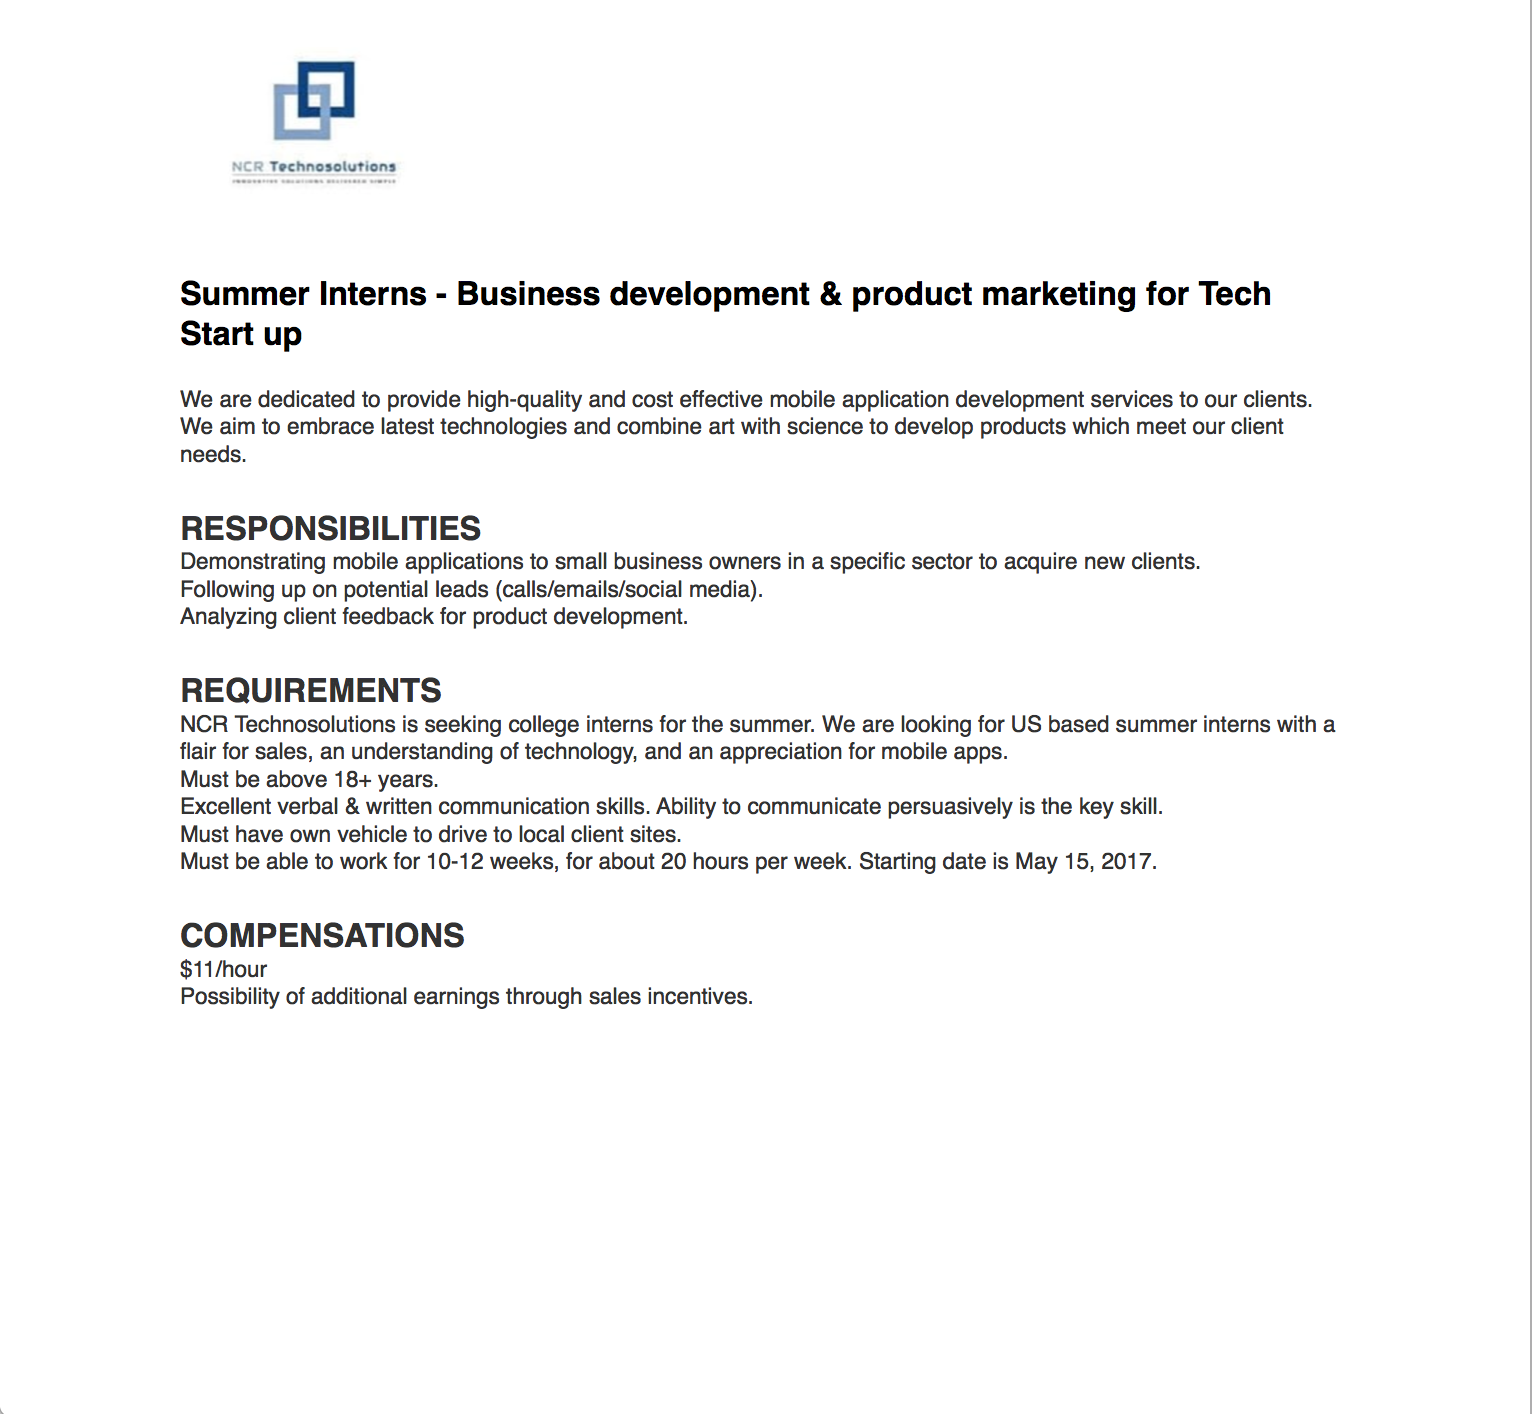 NCR Technosolutions
INNOVATIVE SOLUTIONS DELIVERED SIMPLE
Summer Interns - Business development & product marketing for Tech
Start up
We are dedicated to provide high-quality and cost effective mobile application development services to our clients.
We aim to embrace latest technologies and combine art with science to develop products which meet our client
needs.
RESPONSIBILITIES
Demonstrating mobile applications to small business owners in a specific sector to acquire new clients.
Following up on potential leads (calls/emails/social media).
Analyzing client feedback for product development.
REQUIREMENTS
NCR Technosolutions is seeking college interns for the summer. We are looking for US based summer interns with a
flair for sales, an understanding of technology, and an appreciation for mobile apps.
Must be above 18+ years.
Excellent verbal & written communication skills. Ability to communicate persuasively is the key skill.
Must have own vehicle to drive to local client sites.
Must be able to work for 10-12 weeks, for about 20 hours per week. Starting date is May 15, 2017.
COMPENSATIONS
$11/hour
Possibility of additional earnings through sales incentives.